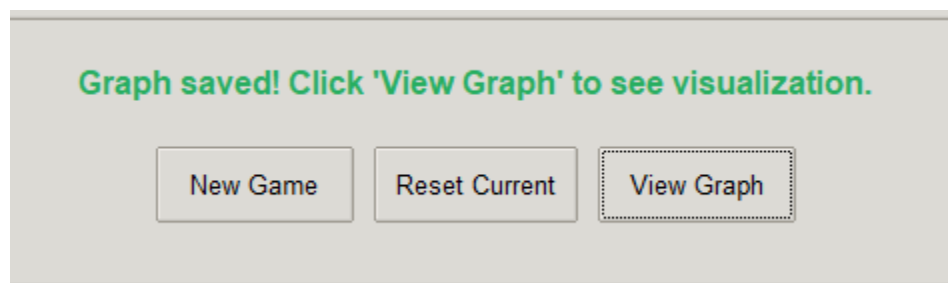 Graph saved! Click 'View Graph' to see visualization.
New Game
Reset Current
View Graph